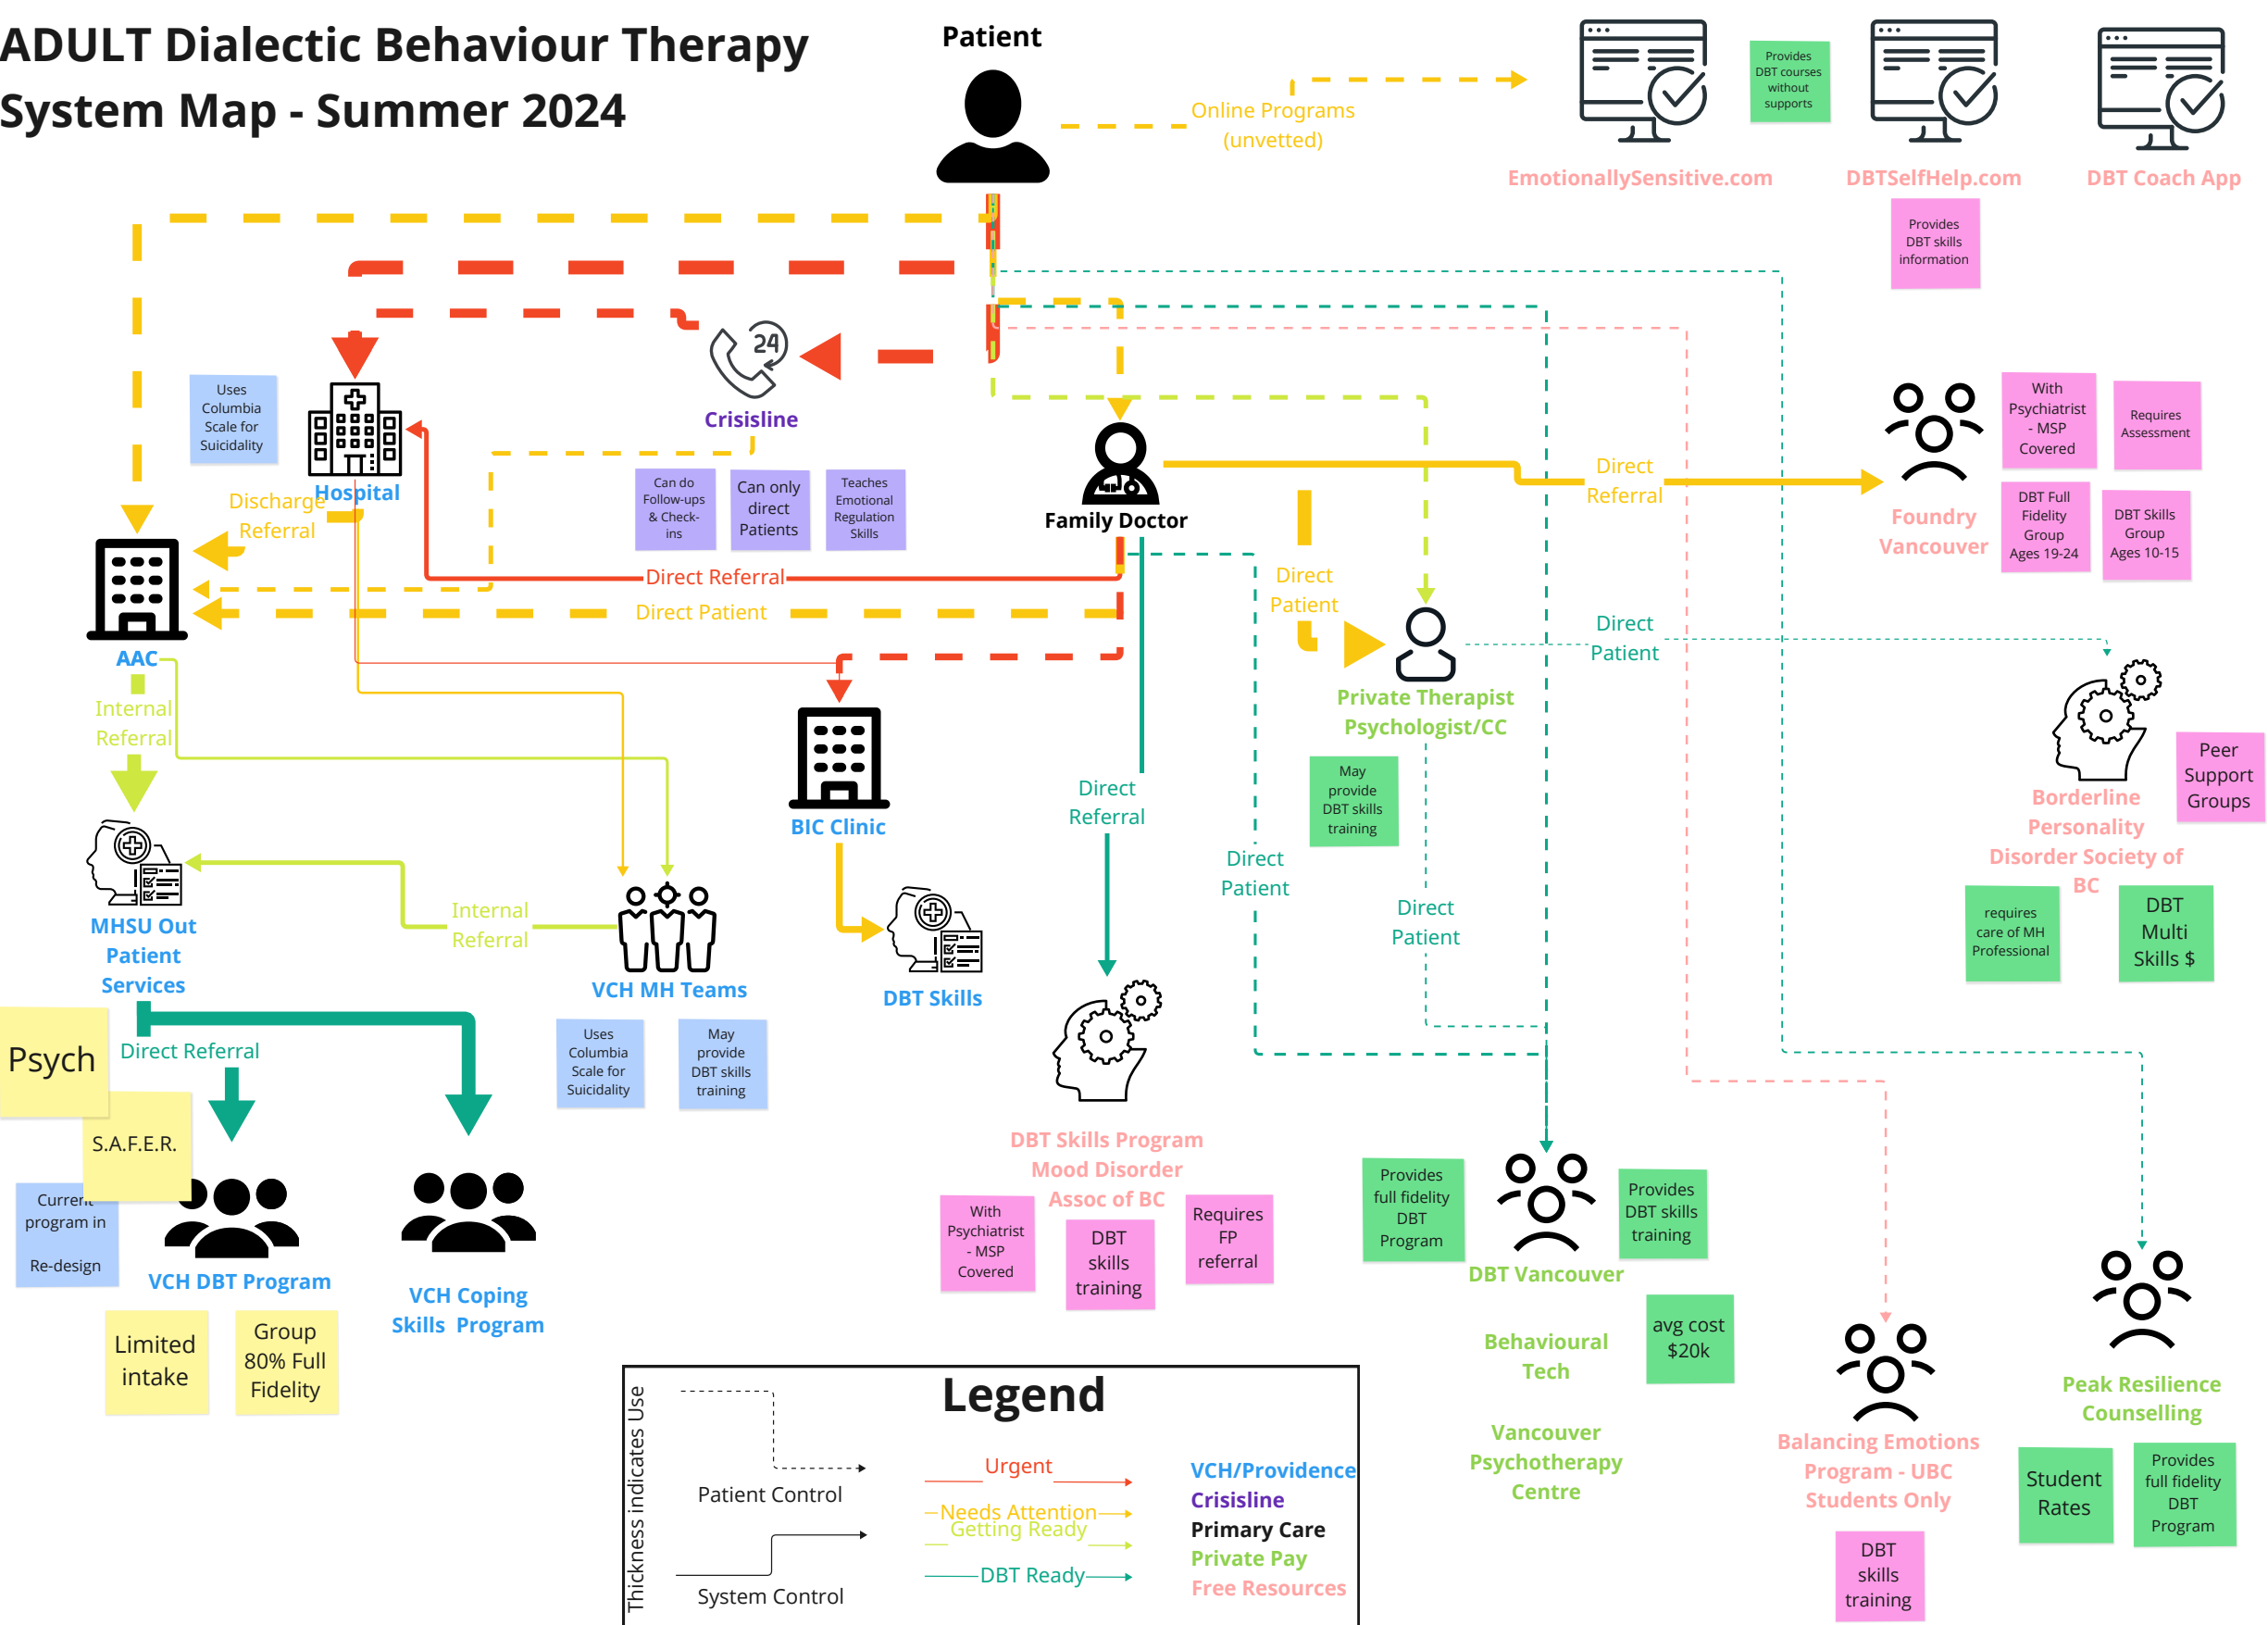 ADULT Dialectic Behaviour Therapy
System Map - Summer 2024
Patient
Online Programs
(unvetted)
Provides
DBT courses
without
supports
EmotionallySensitive.com
DBTSelfHelp.com
DBT Coach App
Provides
DBT skills
information
Uses
Columbia
Scale for
Suicidality
Hospital
Discharge
Referral
Crisisline
24
Can do
Follow-ups
& Check-
ins
Can only
direct
Patients
Teaches
Emotional
Regulation
Skills
Family Doctor
Direct
Referral
Foundry
Vancouver
With
Psychiatrist
- MSP
Covered
Requires
Assessment
DBT Full
Fidelity
Group
Ages 19-24
DBT Skills
Group
Ages 10-15
Direct Referral
Direct Patient
Direct
Patient
Direct
Patient
AAC
Internal
Referral
Private Therapist
Psychologist/CC
May
provide
DBT skills
training
Peer
Support
Groups
Borderline
Personality
Disorder Society of
BC
requires
care of MH
Professional
DBT
Multi
Skills $
BIC Clinic
Direct
Referral
Direct
Patient
Direct
Patient
MHSU Out
Patient
Services
Internal
Referral
VCH MH Teams
DBT Skills
Uses
Columbia
Scale for
Suicidality
May
provide
DBT skills
training
Psych
Direct Referral
S.A.F.E.R.
Current
program in
Re-design
VCH DBT Program
VCH Coping
Skills Program
Limited
intake
Group
80% Full
Fidelity
DBT Skills Program
Mood Disorder
Assoc of BC
With
Psychiatrist
- MSP
Covered
DBT
skills
training
Requires
FP
referral
Provides
full fidelity
DBT
Program
Provides
DBT skills
training
DBT Vancouver
avg cost
$20k
Behavioural
Tech
Vancouver
Psychotherapy
Centre
Balancing Emotions
Program - UBC
Students Only
DBT
skills
training
Peak Resilience
Counselling
Student
Rates
Provides
full fidelity
DBT
Program
Legend
Thickness indicates Use
Patient Control
System Control
Urgent
Needs Attention
Getting Ready
DBT Ready
VCH/Providence
Crisisline
Primary Care
Private Pay
Free Resources